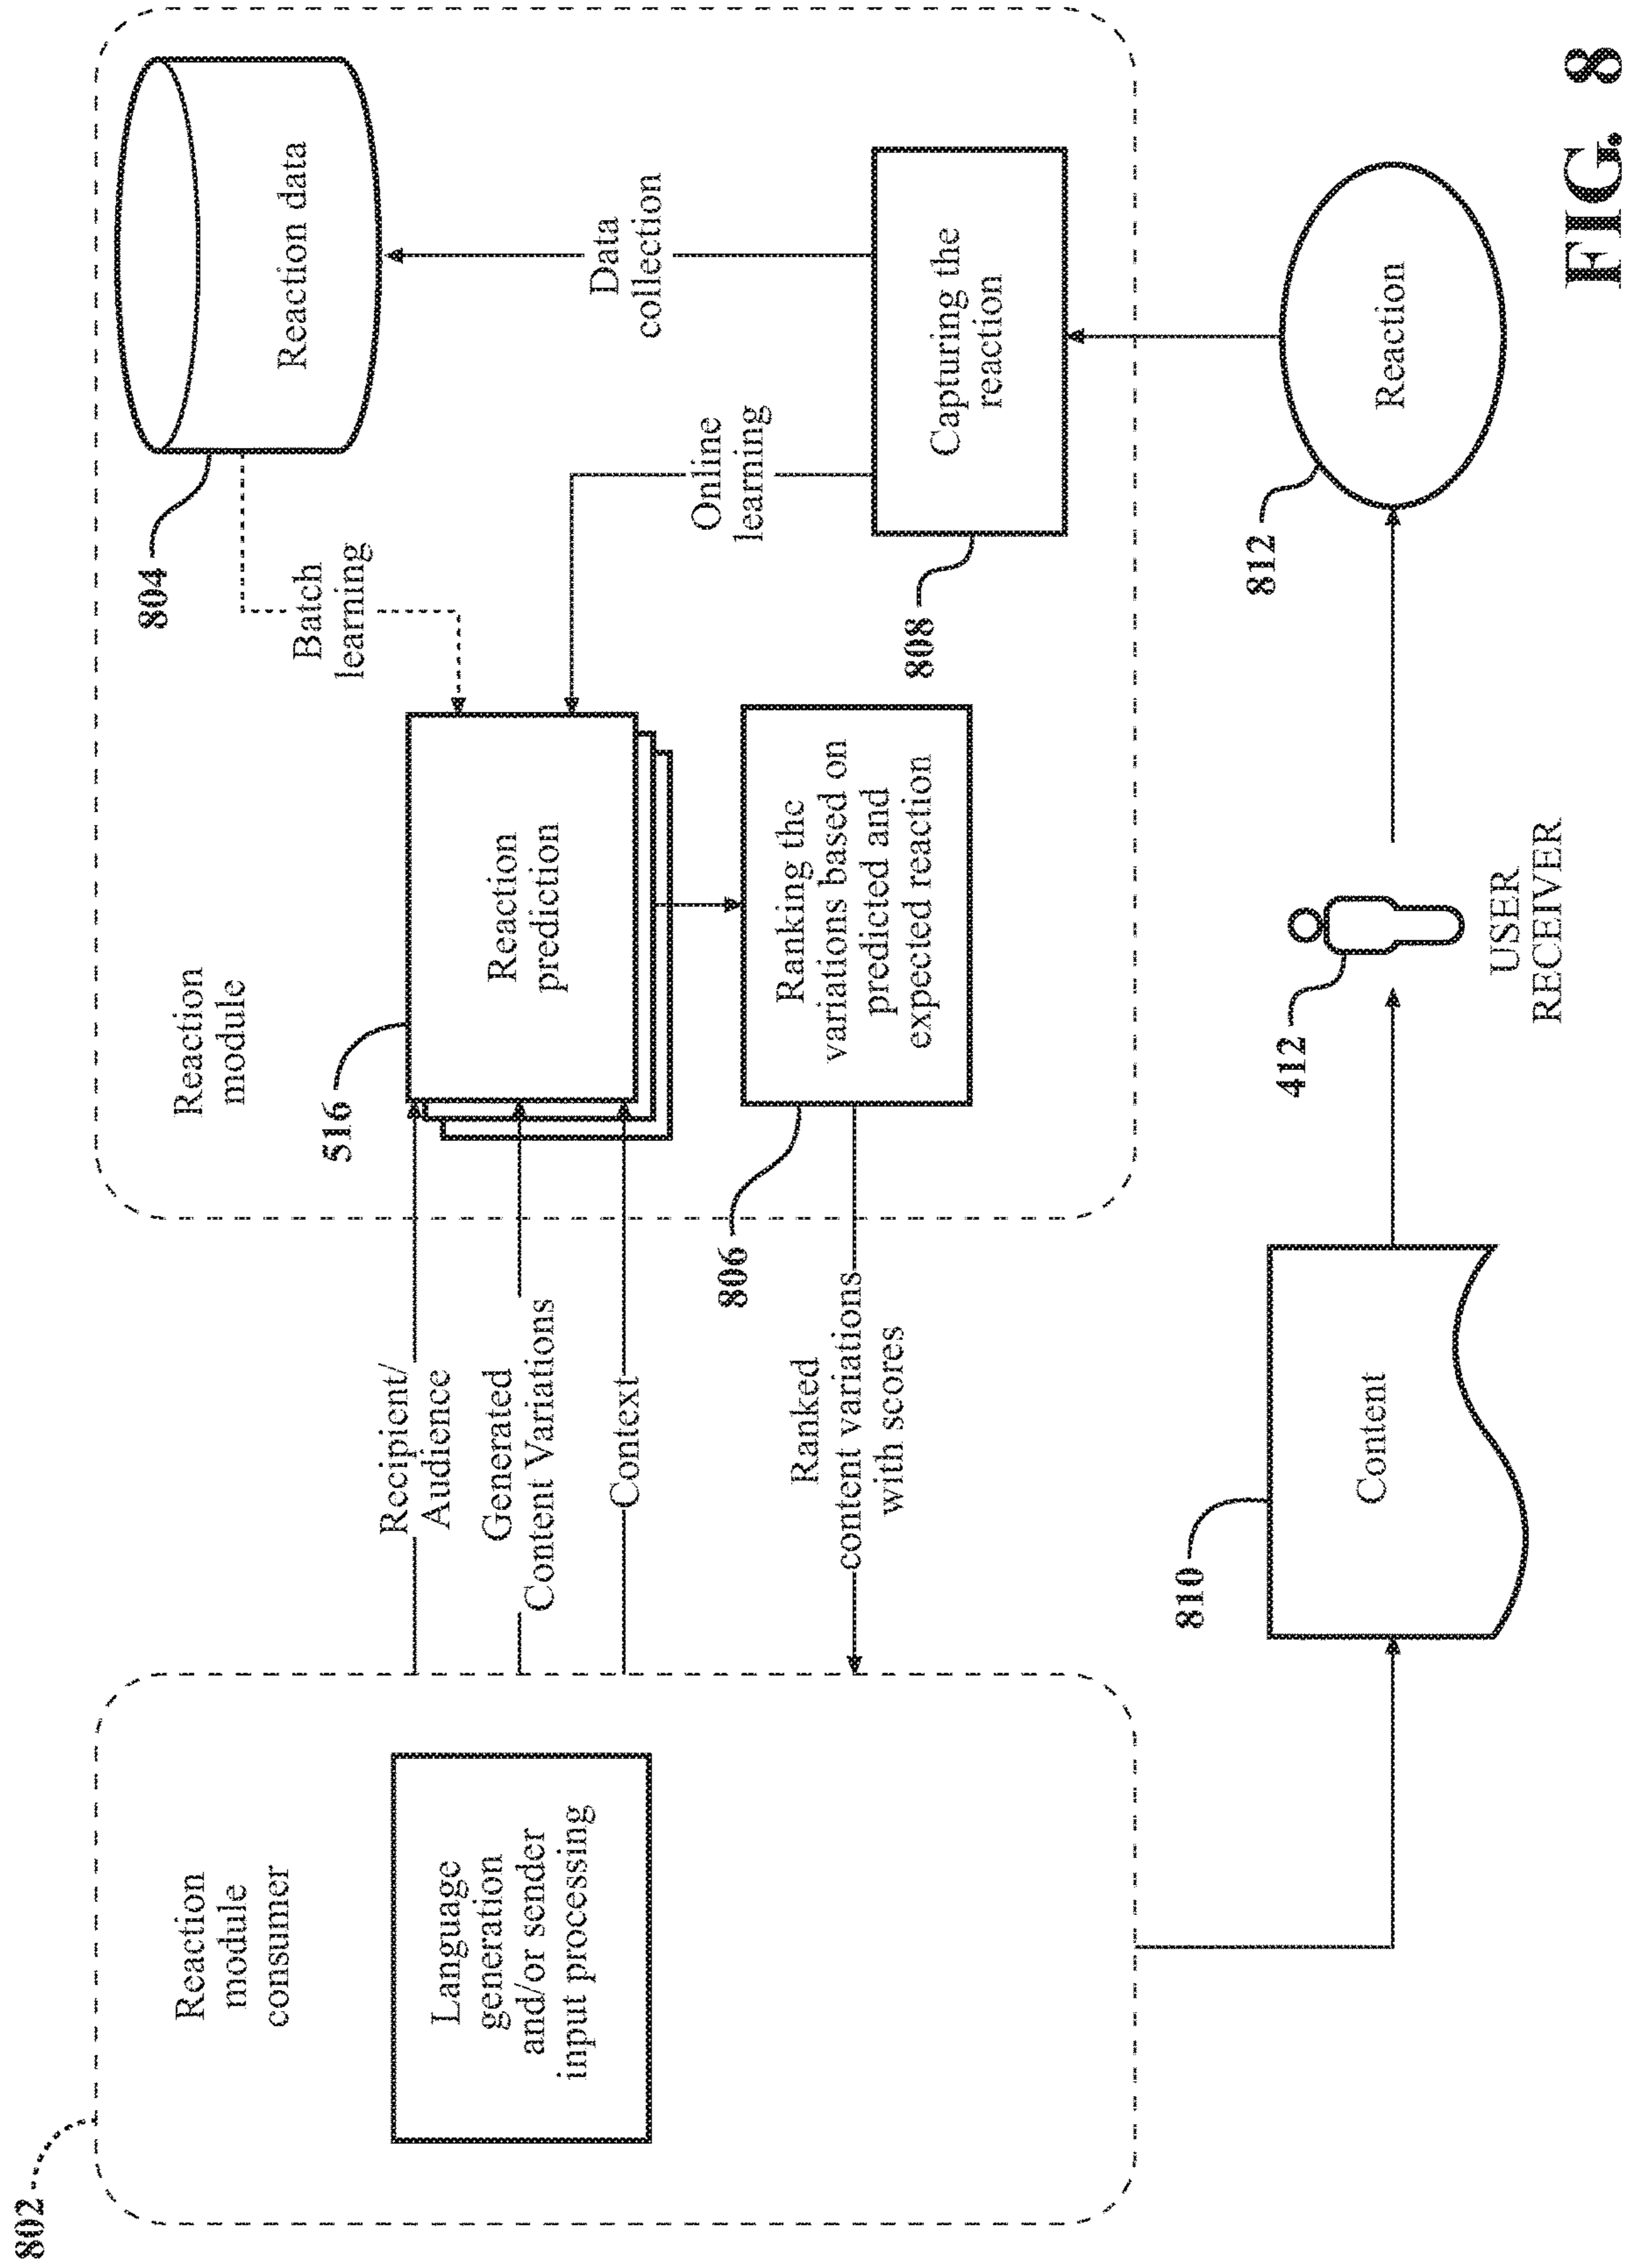 802
Reaction
module
consumer
Language
generation
and/or sender
input processing
Recipient/
Audience
Generated
Content Variations
Context
Ranked
content variations
with scores
Reaction
module
516
Reaction
prediction
Batch
learning
804
Reaction data
Online
learning
Data
collection
806
Ranking the
variations based on
predicted and
expected reaction
808
Capturing the
reaction
810
Content
412
USER
RECEIVER
812
Reaction
FIG. 8